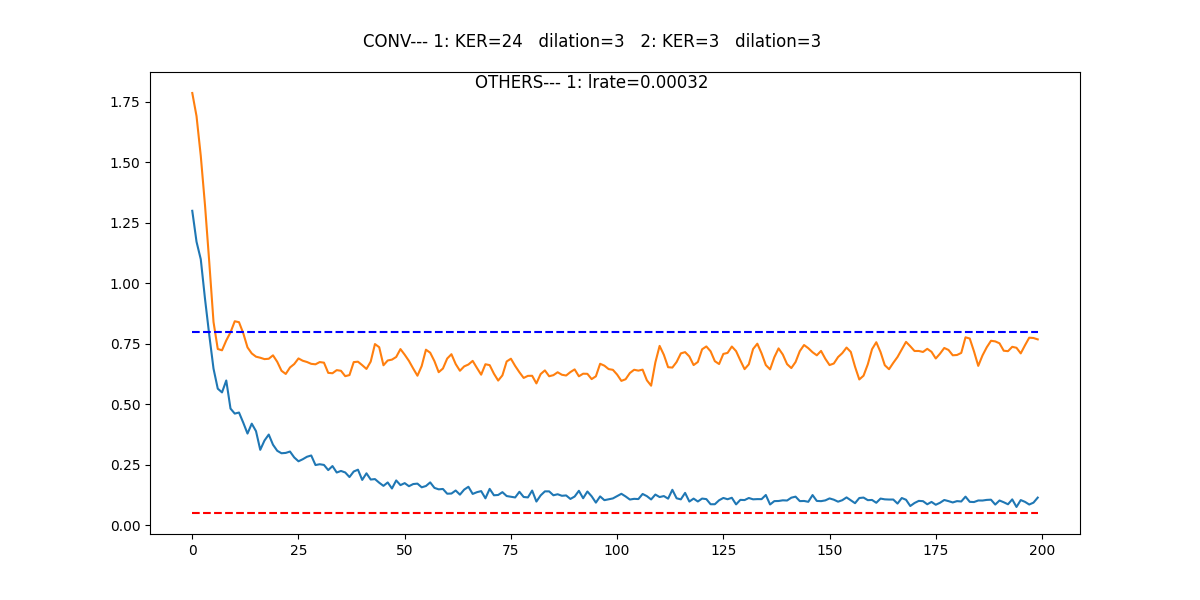 CONV--- 1: KER=24   dilation=3   2: KER=3   dilation=3
OTHERS--- 1: lrate=0.00032
1.75
1.50
1.25
1.00
0.75
0.50
0.25
0.00
0 25 50 75 100 125 150 175 200